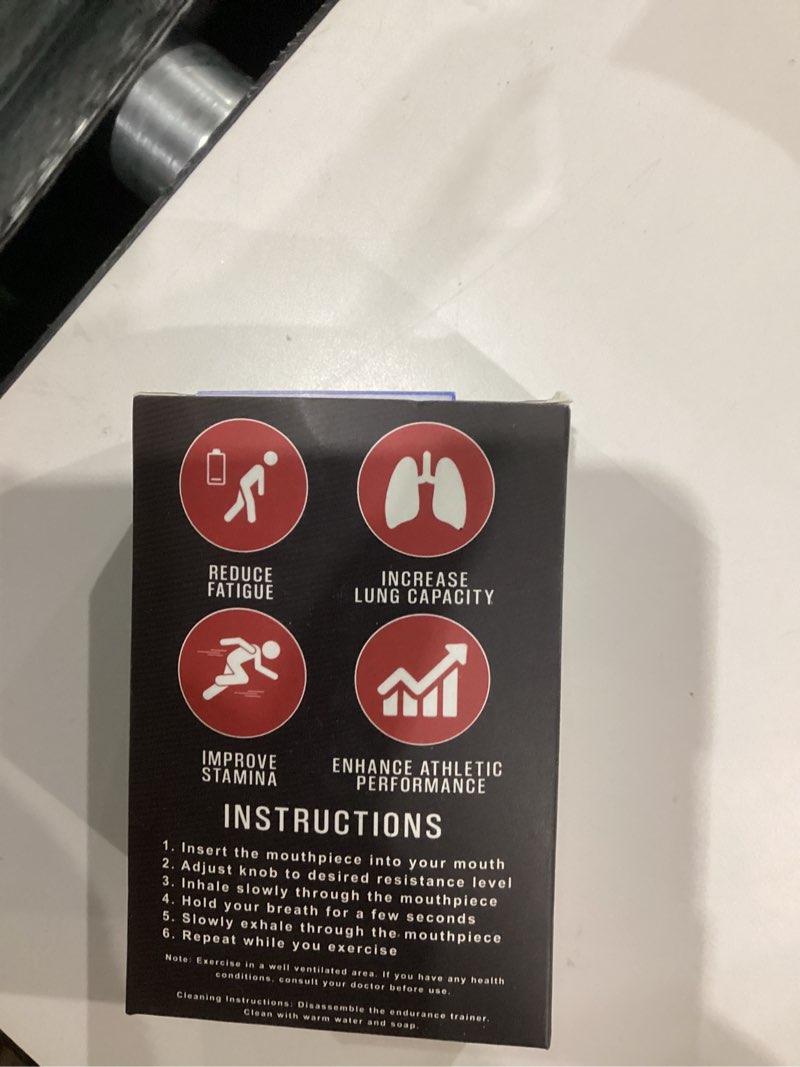 REDUCE
FATIGUE
INCREASE
LUNG CAPACITY
IMPROVE
STAMINA
ENHANCE ATHLETIC
PERFORMANCE
INSTRUCTIONS
1. Insert the mouthpiece into your mouth
2. Adjust knob to desired resistance level
3. Inhale slowly through the mouthpiece
4. Hold your breath for a few seconds
5. Slowly exhale through the mouthpiece
6. Repeat while you exercise
Note: Exercise in a well ventilated area. If you have any health
conditions, consult your doctor before use.
Cleaning Instructions: Disassemble the endurance trainer.
Clean with warm water and soap.